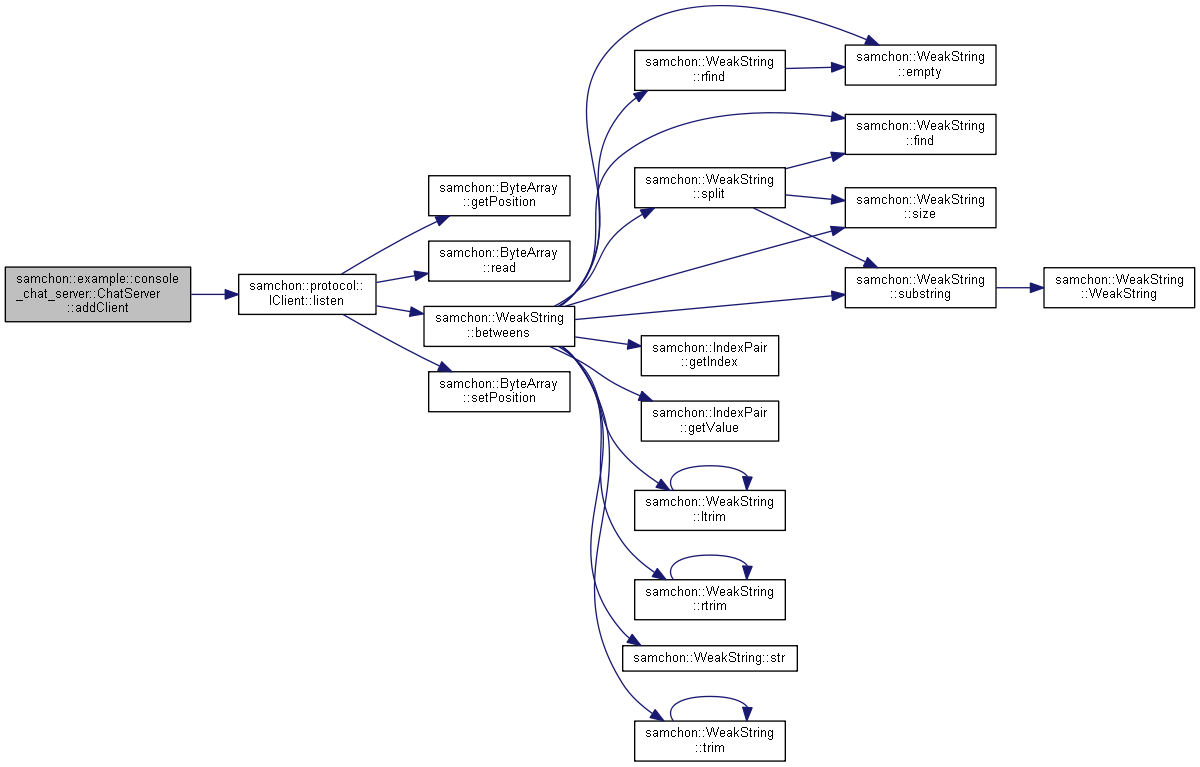 samchon::example::console
_chat_server::ChatServer
::addClient
samchon::protocol::
IClient::listen
samchon::ByteArray
::getPosition
samchon::ByteArray
::read
samchon::WeakString
::betweens
samchon::ByteArray
::setPosition
samchon::WeakString
::rfind
samchon::WeakString
::split
samchon::IndexPair
::getIndex
samchon::IndexPair
::getValue
samchon::WeakString
::ltrim
samchon::WeakString
::rtrim
samchon::WeakString::str
samchon::WeakString
::trim
samchon::WeakString
::empty
samchon::WeakString
::find
samchon::WeakString
::size
samchon::WeakString
::substring
samchon::WeakString
::WeakString